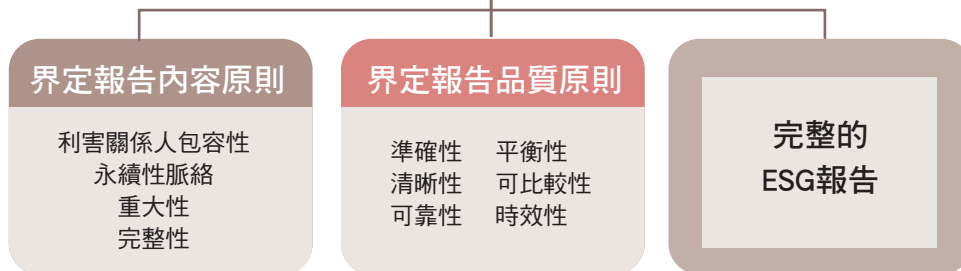 界定報告內容原則
利害關係人包容性
永續性脈絡
重大性
完整性
界定報告品質原則
準確性 平衡性
清晰性 可比較性
可靠性 時效性
完整的
ESG報告